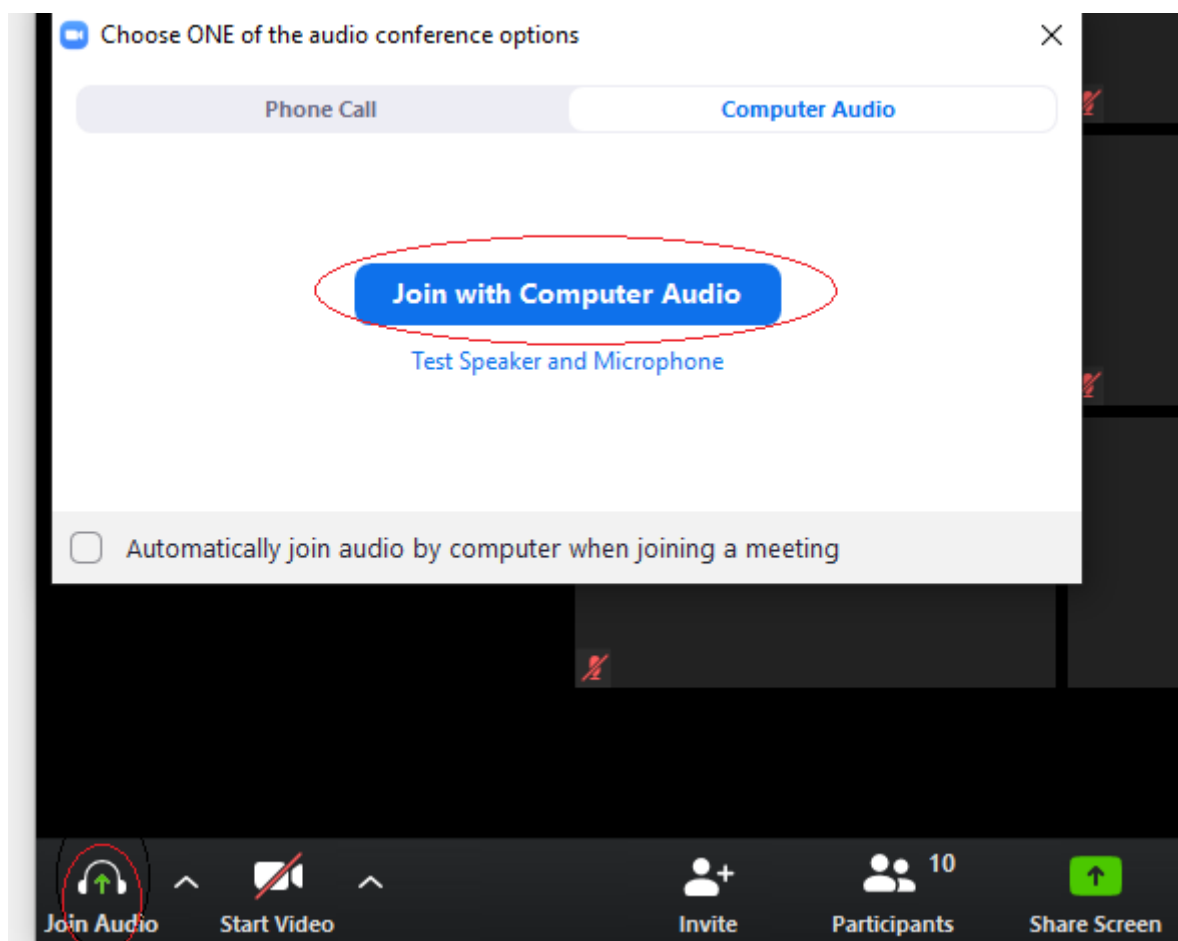 Choose ONE of the audio conference options
Phone Call
Computer Audio
Join with Computer Audio
Test Speaker and Microphone
Automatically join audio by computer when joining a meeting
10
Join Audio
Start Video
Invite
Participants
Share Screen